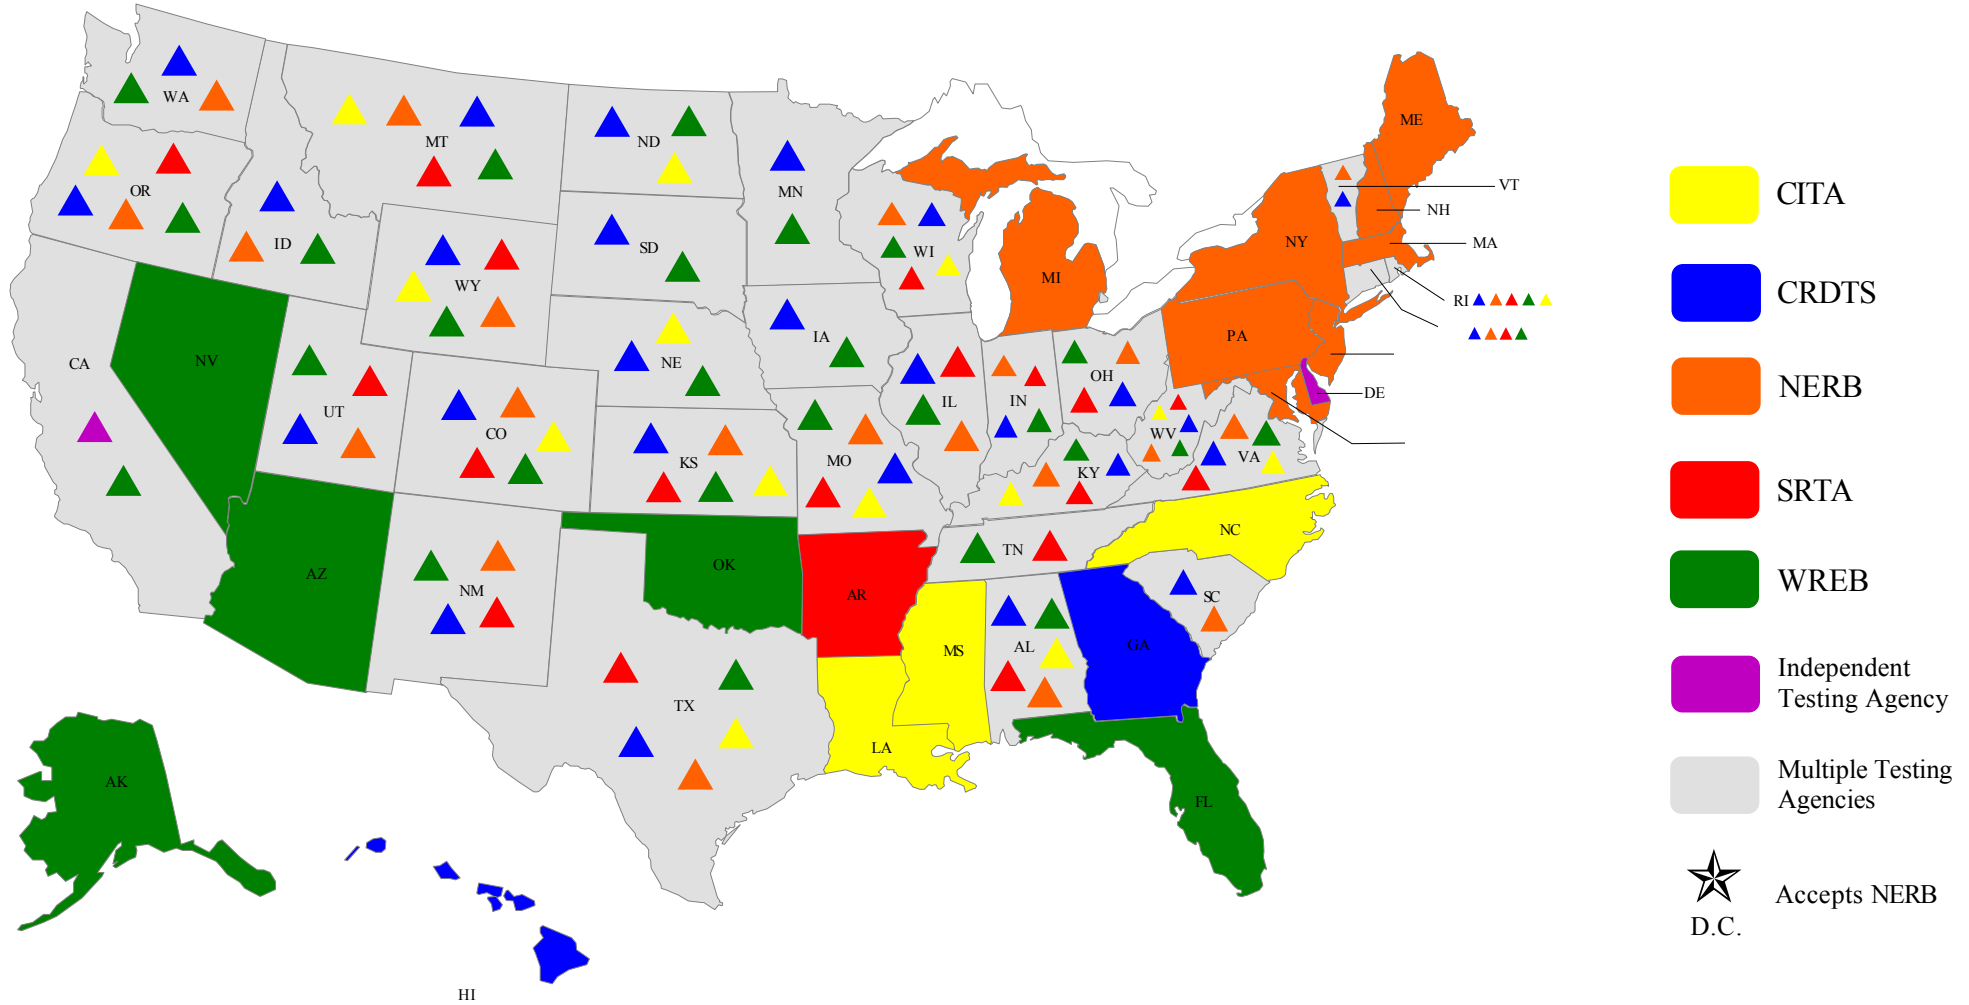 WA
MT
ND
MN
OR
ID
WY
SD
WI
MI
ME
VT
NH
NY
MA
RI
CA
NV
UT
CO
NE
IA
IL
IN
OH
PA
DE
KS
MO
KY
WV
VA
AZ
NM
OK
AR
TN
NC
SC
TX
LA
MS
AL
GA
FL
AK
HI
CITA
CRDTS
NERB
SRTA
WREB
Independent
Testing Agency
Multiple Testing
Agencies
Accepts NERB
D.C.